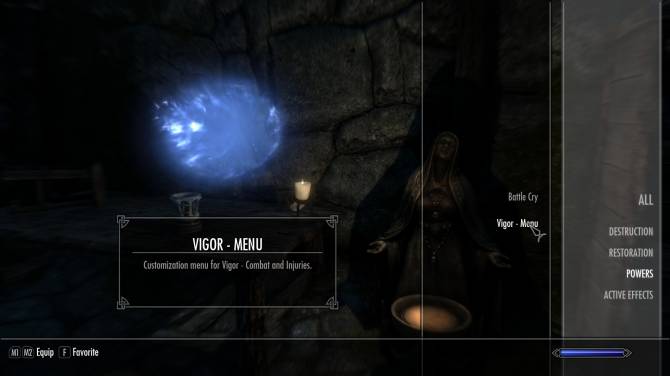 Battle Cry
Vigor - Menu
ALL
DESTRUCTION
RESTORATION
POWERS
ACTIVE EFFECTS
VIGOR - MENU
Customization menu for Vigor - Combat and Injuries.
M1 M2 Equip F Favorite